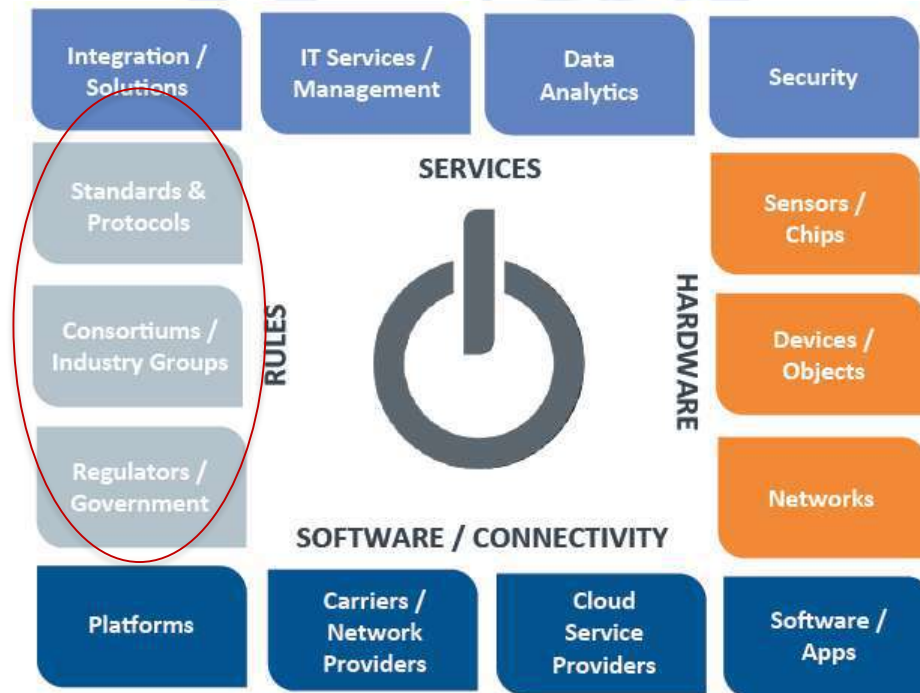 Integration /
Solutions
IT Services /
Management
Data
Analytics
Security
SERVICES
Standards &
Protocols
Sensors /
Chips
RULES
HARDWARE
Consortiums /
Industry Groups
Devices /
Objects
Regulators /
Government
Networks
SOFTWARE / CONNECTIVITY
Platforms
Carriers /
Network
Providers
Cloud
Service
Providers
Software /
Apps